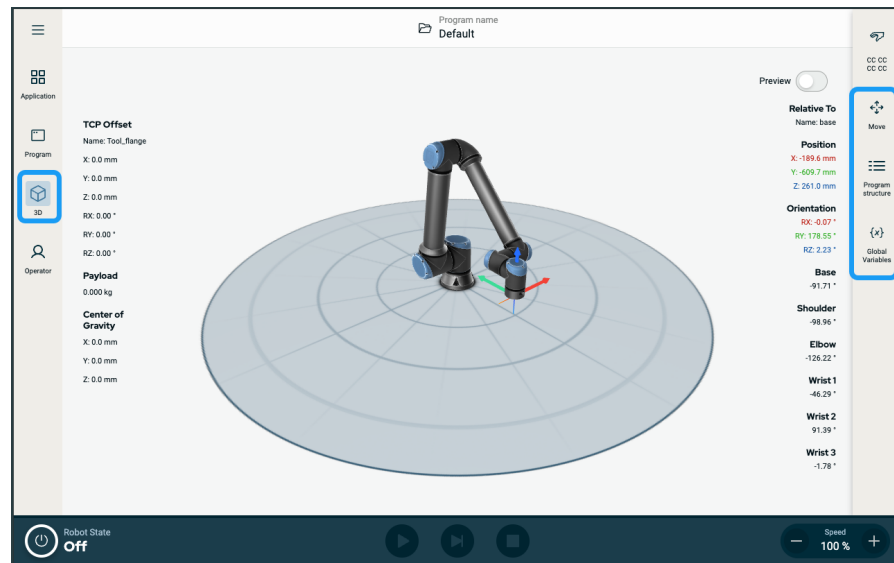 Program name
Default
Application
Program
3D
Operator
TCP Offset
Name: Tool_flange
X: 0.0 mm
Y: 0.0 mm
Z: 0.0 mm
RX: 0.00 °
RY: 0.00 °
RZ: 0.00 °
Payload
0.000 kg
Center of
Gravity
X: 0.0 mm
Y: 0.0 mm
Z: 0.0 mm
Preview
Relative To
Name: base
Position
X: -189.6 mm
Y: -609.7 mm
Z: 261.0 mm
Orientation
RX: -0.07 °
RY: 178.55 °
RZ: 2.23 °
Base
-91.71 °
Shoulder
-98.96 °
Elbow
-126.22 °
Wrist 1
-46.29 °
Wrist 2
91.39 °
Wrist 3
-1.78 °
CC CC
CC CC
Move
Program
structure
{x}
Global
Variables
Robot State
Off
Speed
100 %